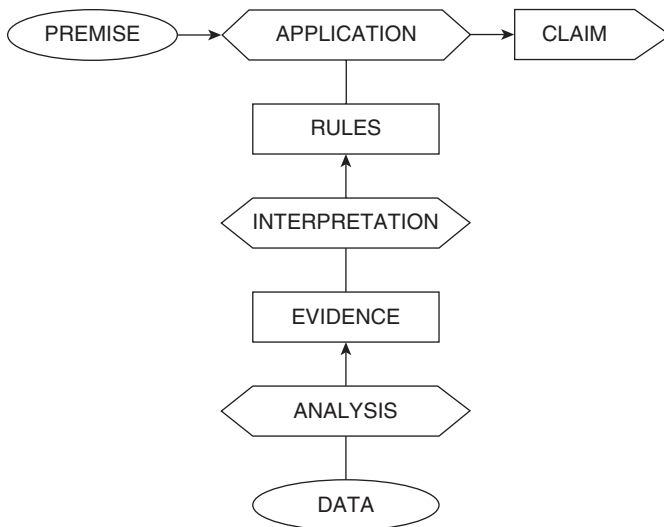 PREMISE
APPLICATION
CLAIM
RULES
INTERPRETATION
EVIDENCE
ANALYSIS
DATA